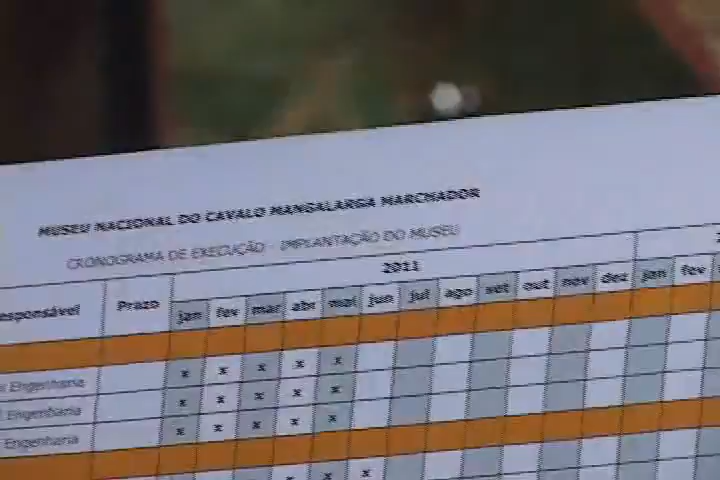 MUSEU NACIONAL DO CAVALO MANGALARGA MARCHADOR
CRONOGRAMA DE EXECUÇÃO - IMPLANTAÇÃO DO MUSEU
2011
Prazo jan fev mar abr mai jun jul ago set out nov dez jan fev
Engenharia x x x x x
Engenharia x x x x x
Engenharia x x x x x
x x x